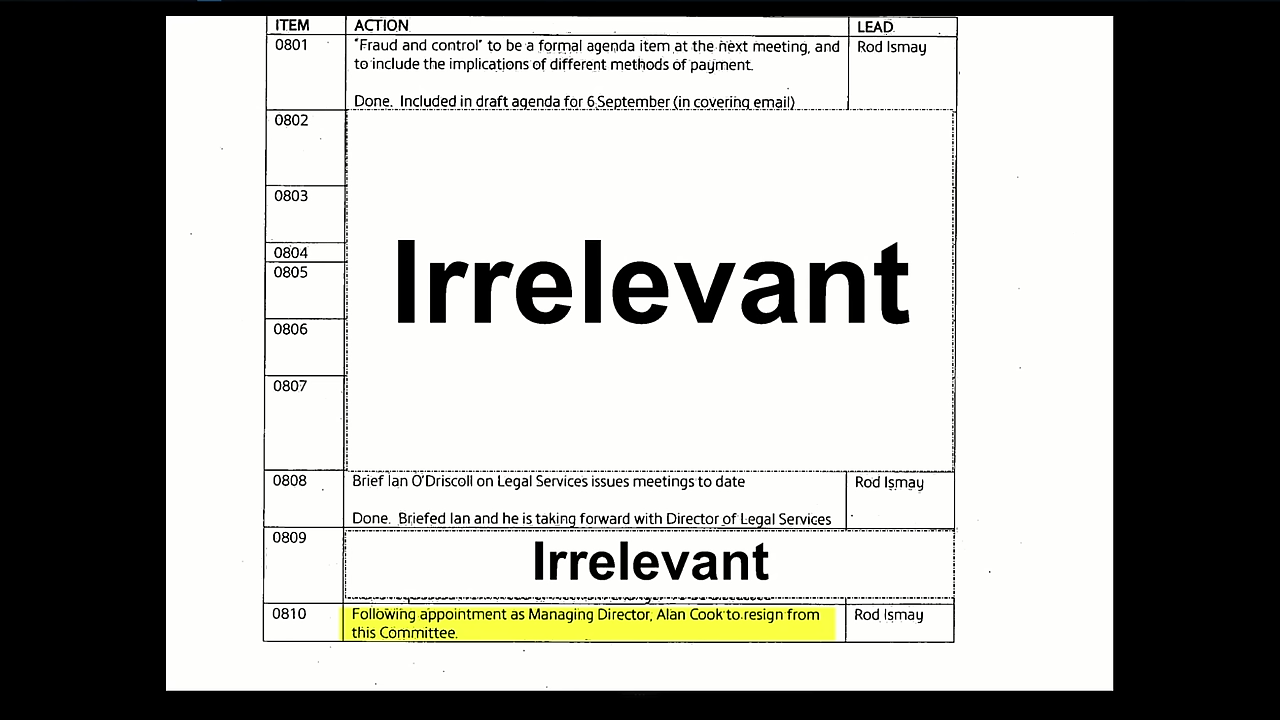 ITEM ACTION LEAD
0801 "Fraud and control" to be a formal agenda item at the next meeting, and Rod Ismay
to include the implications of different methods of payment.
Done. Included in draft agenda for 6 September (in covering email)
0802
0803
Irrelevant
0804
0805
0806
0807
0808 Brief Ian O'Driscoll on Legal Services issues meetings to date Rod Ismay
Done. Briefed Ian and he is taking forward with Director of Legal Services
0809
Irrelevant
0810 Following appointment as Managing Director, Alan Cook to resign from Rod Ismay
this Committee.